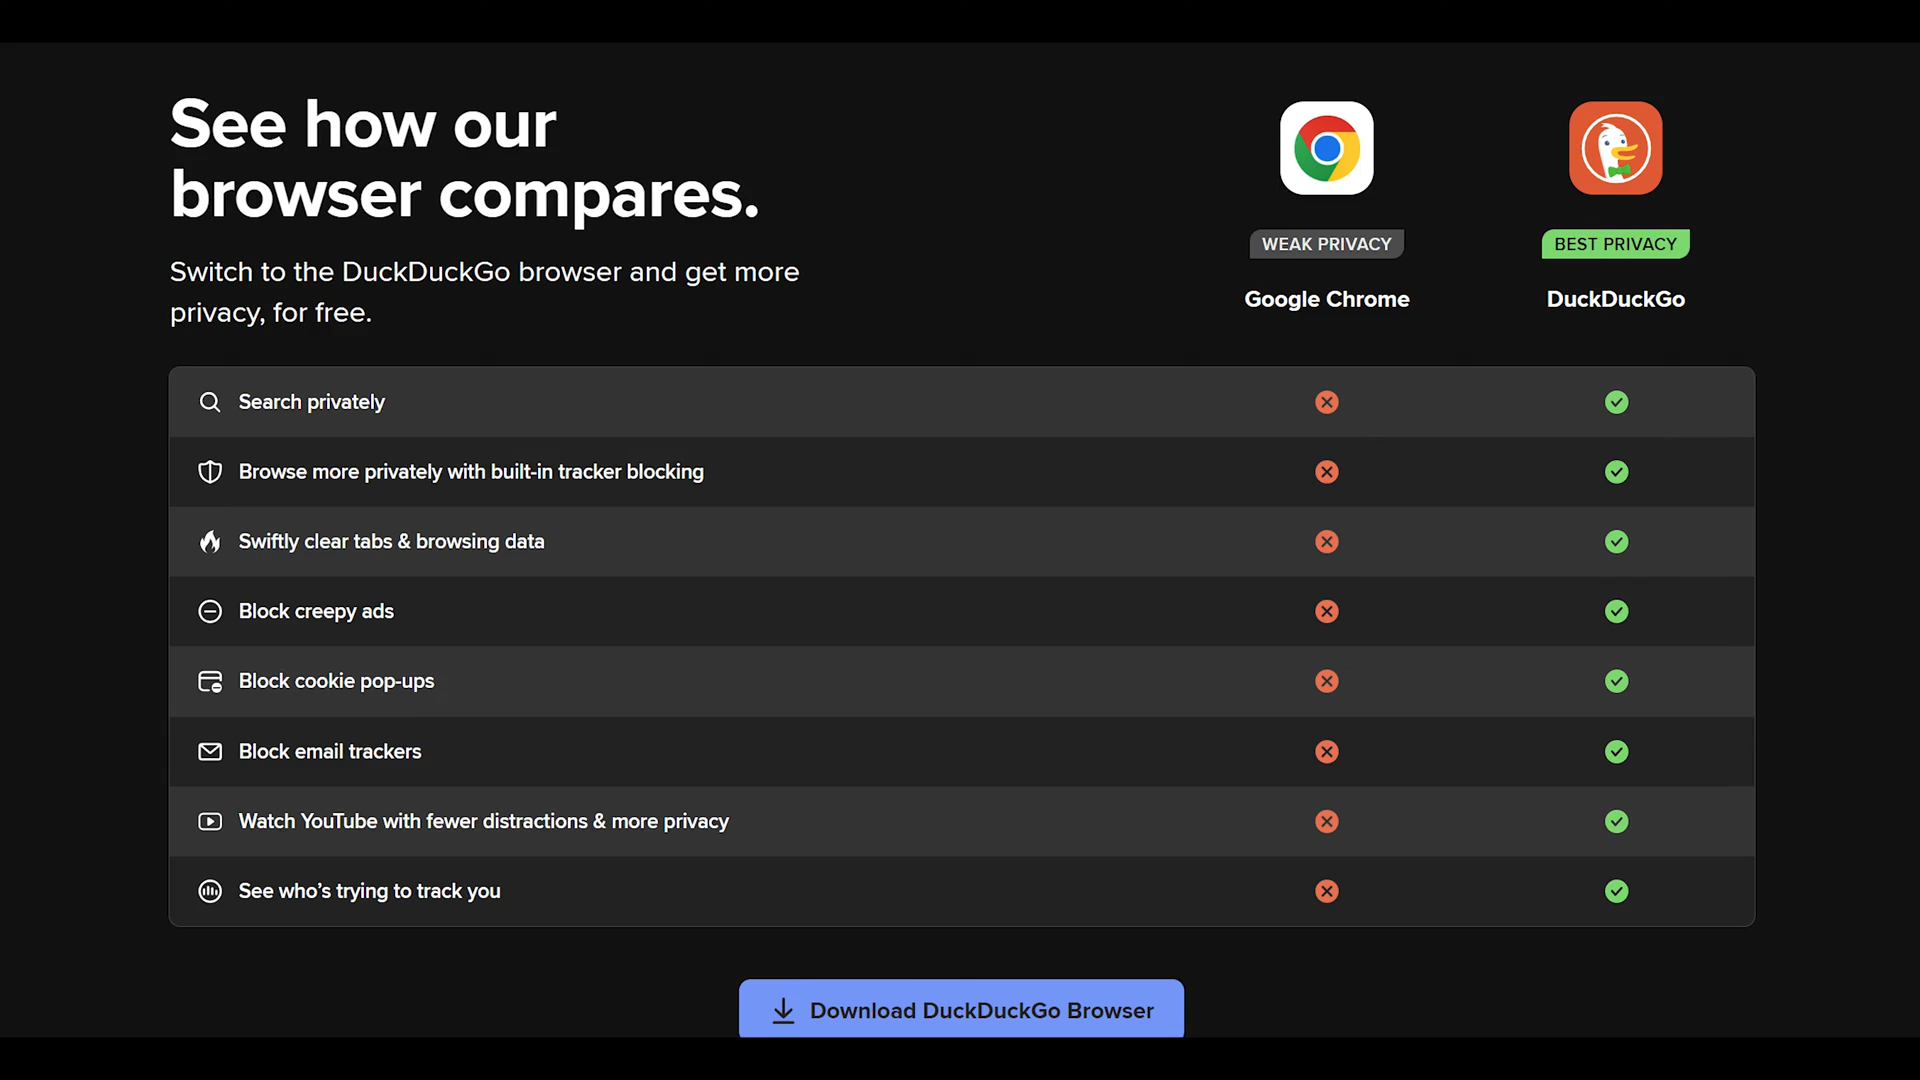 See how our
browser compares.
Switch to the DuckDuckGo browser and get more
privacy, for free.
WEAK PRIVACY
BEST PRIVACY
Google Chrome
DuckDuckGo
Search privately
Browse more privately with built-in tracker blocking
Swiftly clear tabs & browsing data
Block creepy ads
Block cookie pop-ups
Block email trackers
Watch YouTube with fewer distractions & more privacy
See who’s trying to track you
Download DuckDuckGo Browser